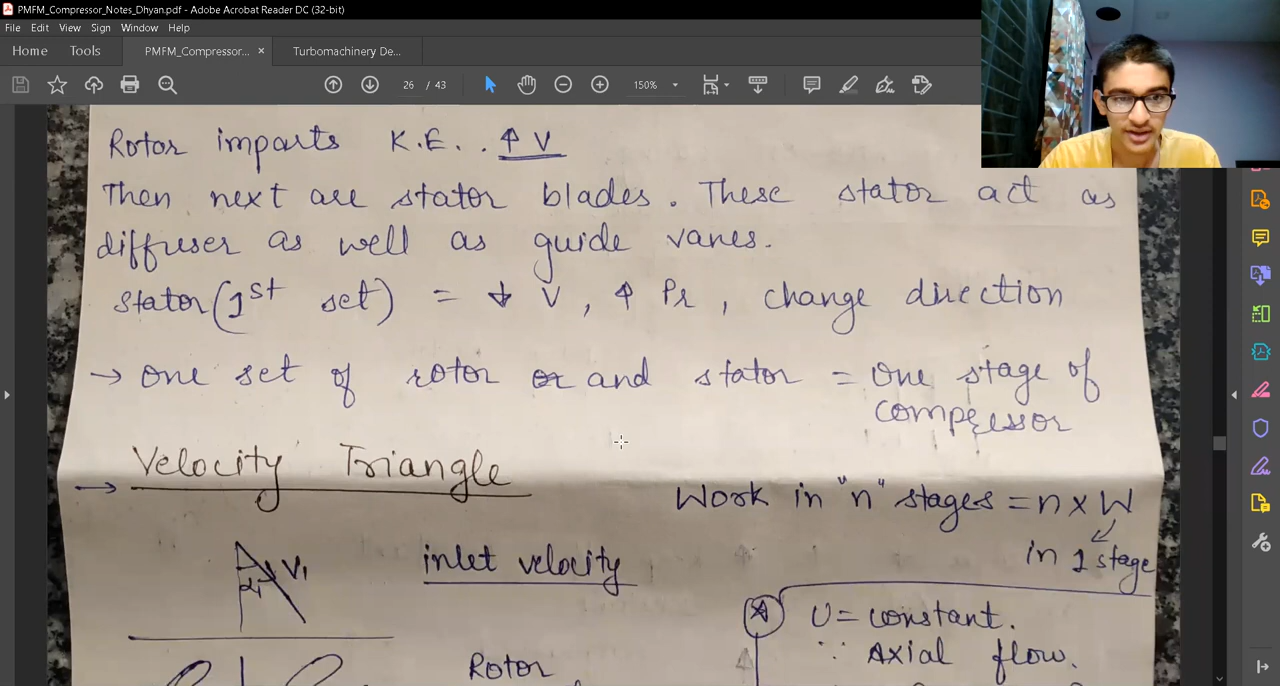 PMFM_Compressor_Notes_Dhyan.pdf - Adobe Acrobat Reader DC (32-bit)
File Edit View Sign Window Help
Home Tools PMFM_Compressor... × Turbomachinery De...
26 / 43 150%
Rotor imparts K.E.. ↑ V
Then next are stator blades. These stator act as
diffuser as well as guide vanes.
Stator (1st set) = ↓ V, ↑ Pr, change direction
→ One set of rotor or and stator = One stage of
compressor
→ Velocity Triangle
Work in "n" stages = n × W
in 1 stage
α1 V1 inlet velocity
U = constant.
∵ Axial flow.
Rotor